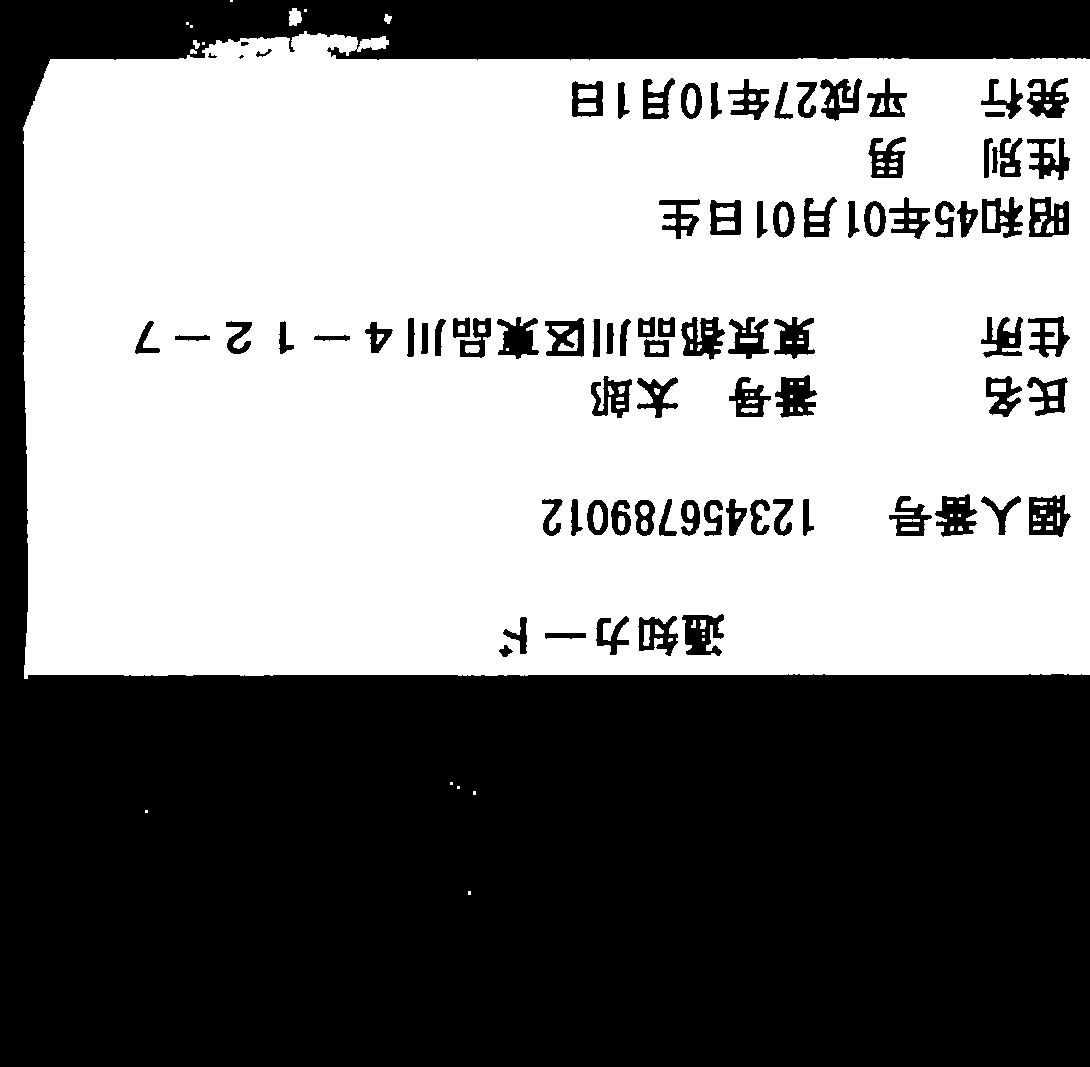 通知カード
個人番号 123456789012
氏名 番号 太郎
住所 東京都品川区東品川4-12-7
昭和45年01月01日生
性別 男
発行 平成27年10月1日